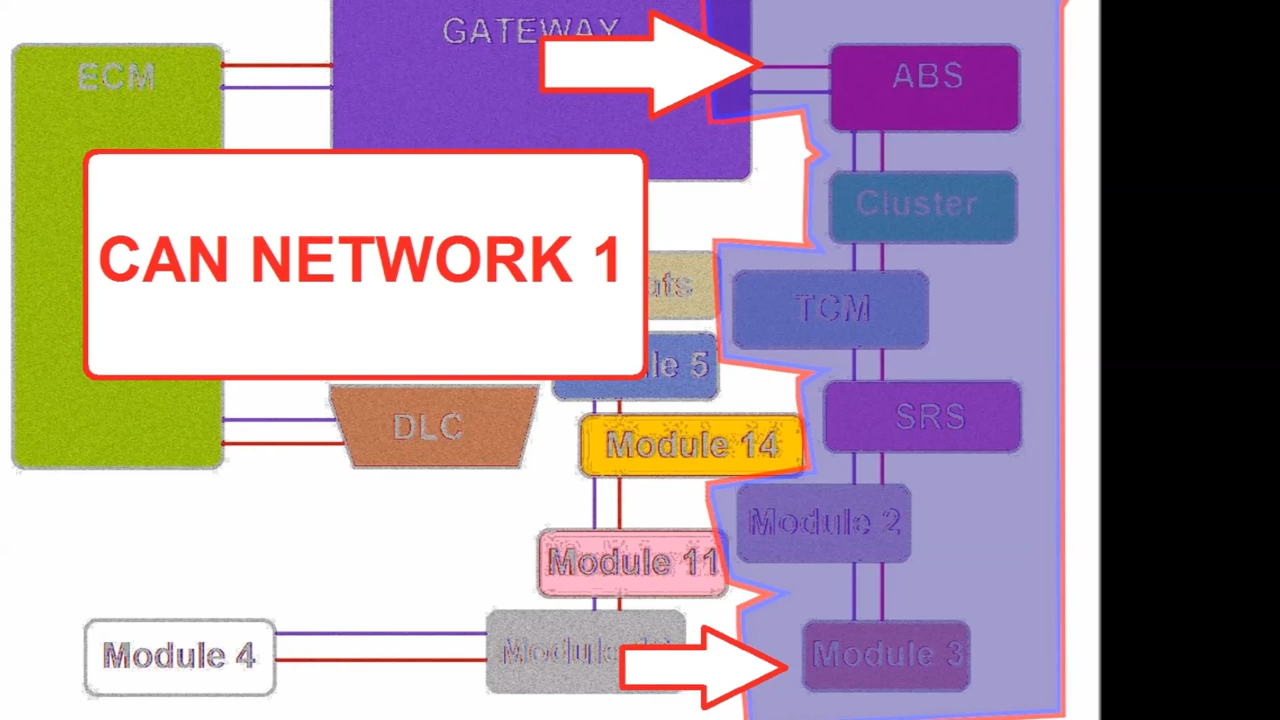 GATEWAY
ECM
ABS
CAN NETWORK 1
Cluster
TCM
5
DLC
SRS
Module 14
Module 2
Module 11
Module 4
Module 3